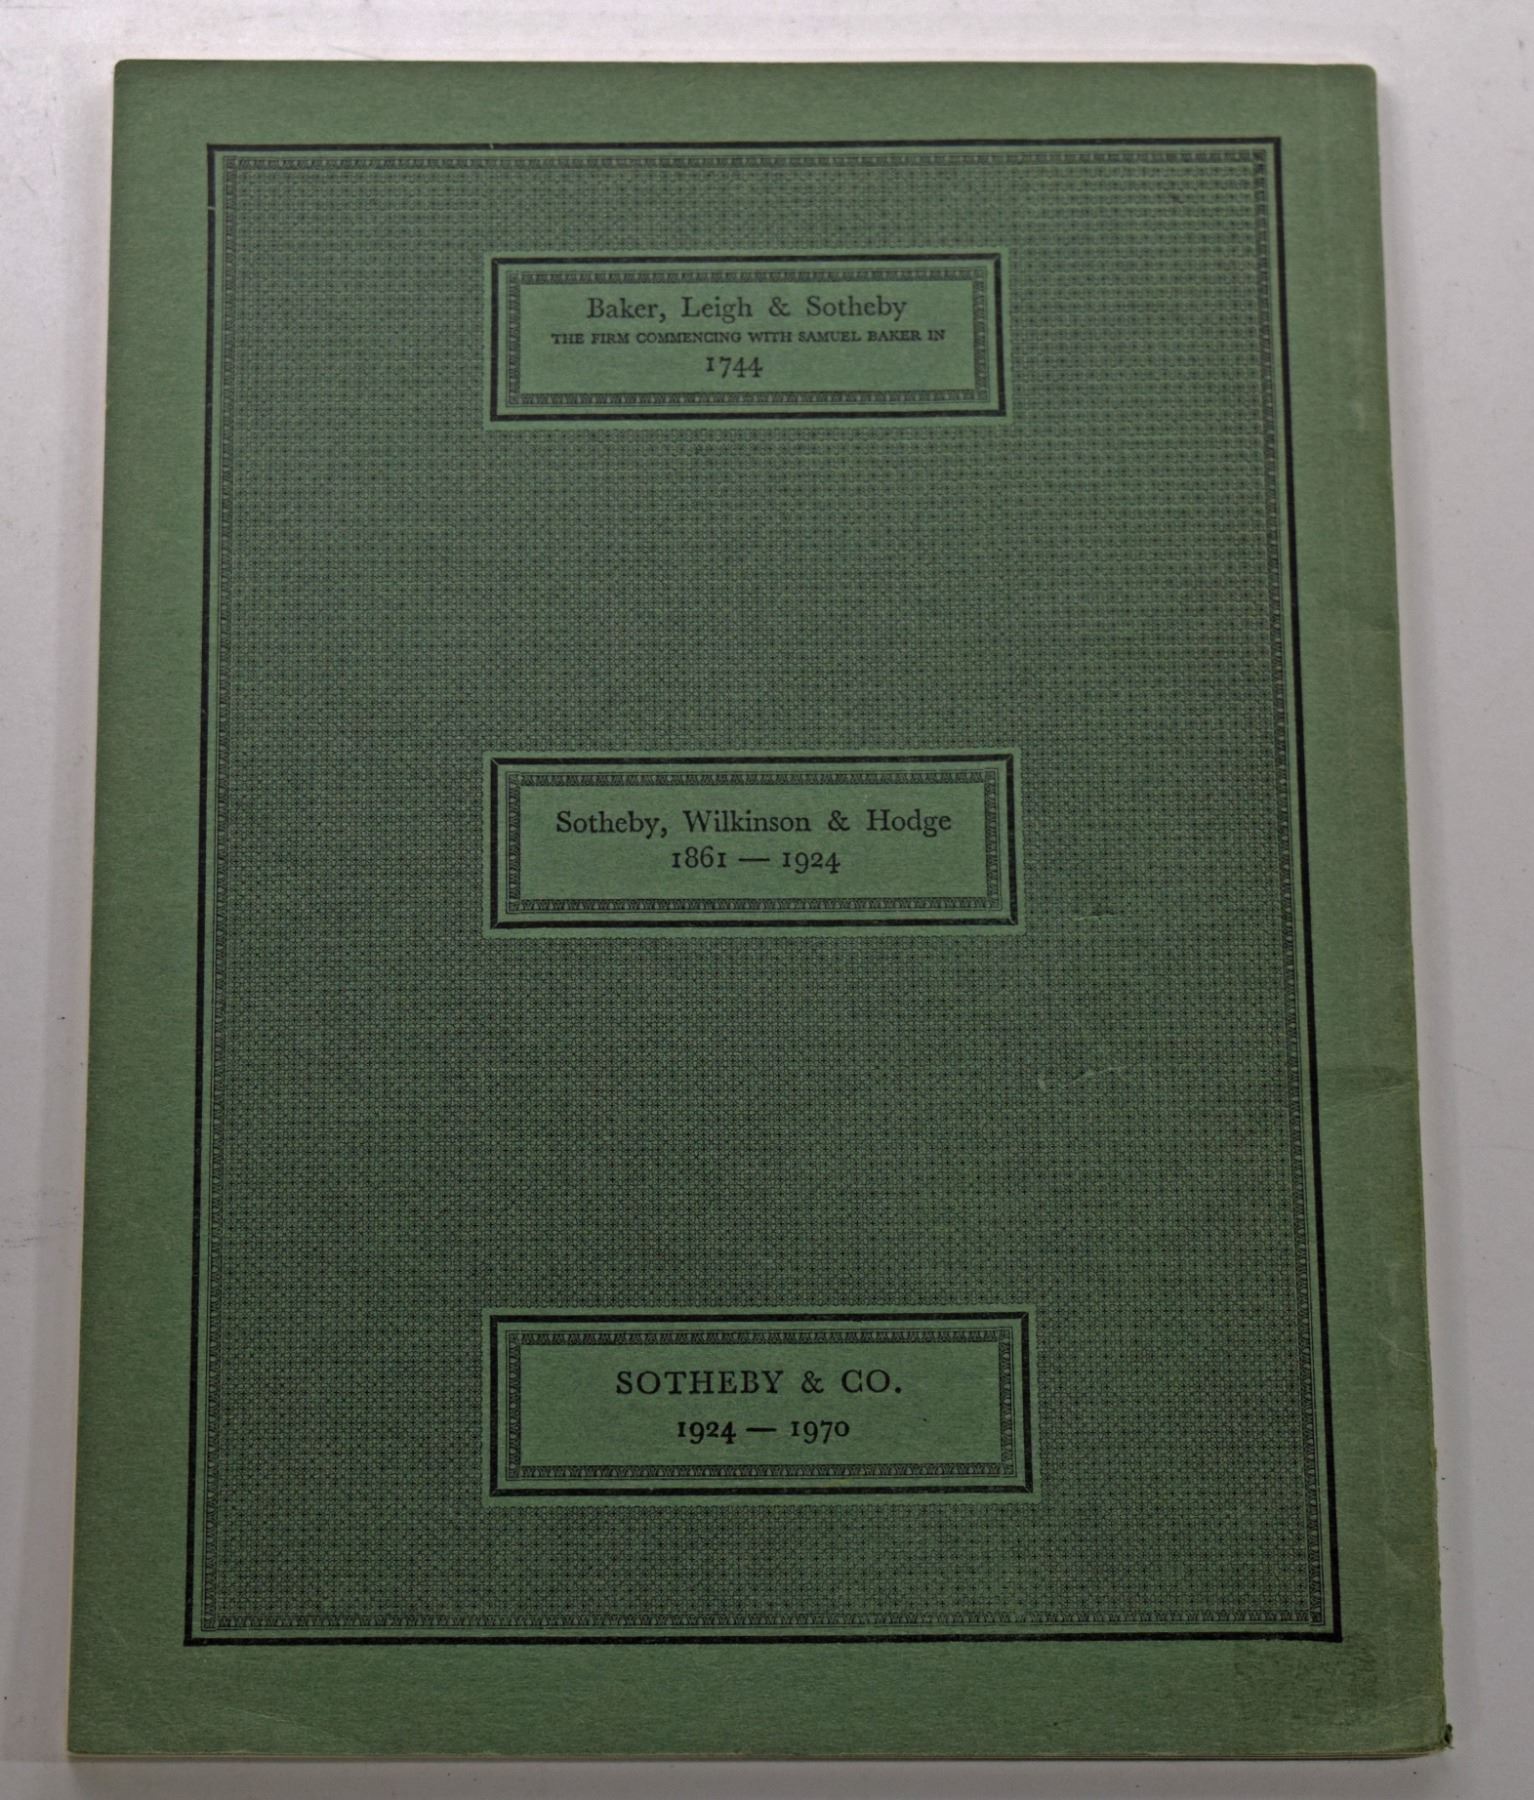 Baker, Leigh & Sotheby
THE FIRM COMMENCING WITH SAMUEL BAKER IN
1744
Sotheby, Wilkinson & Hodge
1861 — 1924
SOTHEBY & CO.
1924 — 1970